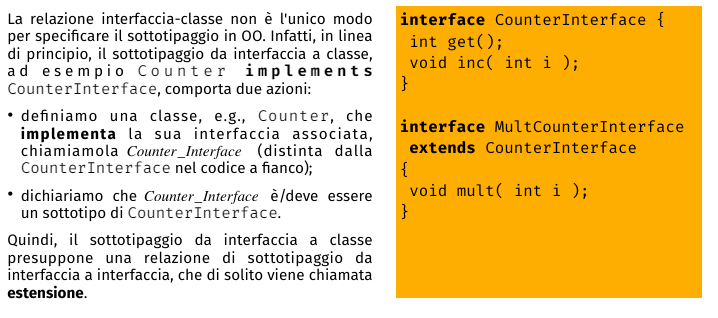 La relazione interfaccia-classe non è l'unico modo
per specificare il sottotipaggio in OO. Infatti, in linea
di principio, il sottotipaggio da interfaccia a classe,
ad esempio Counter implements
CounterInterface, comporta due azioni:
• definiamo una classe, e.g., Counter, che
implementa la sua interfaccia associata,
chiamiamola Counter_Interface (distinta dalla
CounterInterface nel codice a fianco);
• dichiariamo che Counter_Interface è/deve essere
un sottotipo di CounterInterface.
Quindi, il sottotipaggio da interfaccia a classe
presuppone una relazione di sottotipaggio da
interfaccia a interfaccia, che di solito viene chiamata
estensione.
interface CounterInterface {
int get();
void inc( int i );
}
interface MultCounterInterface
extends CounterInterface
{
void mult( int i );
}